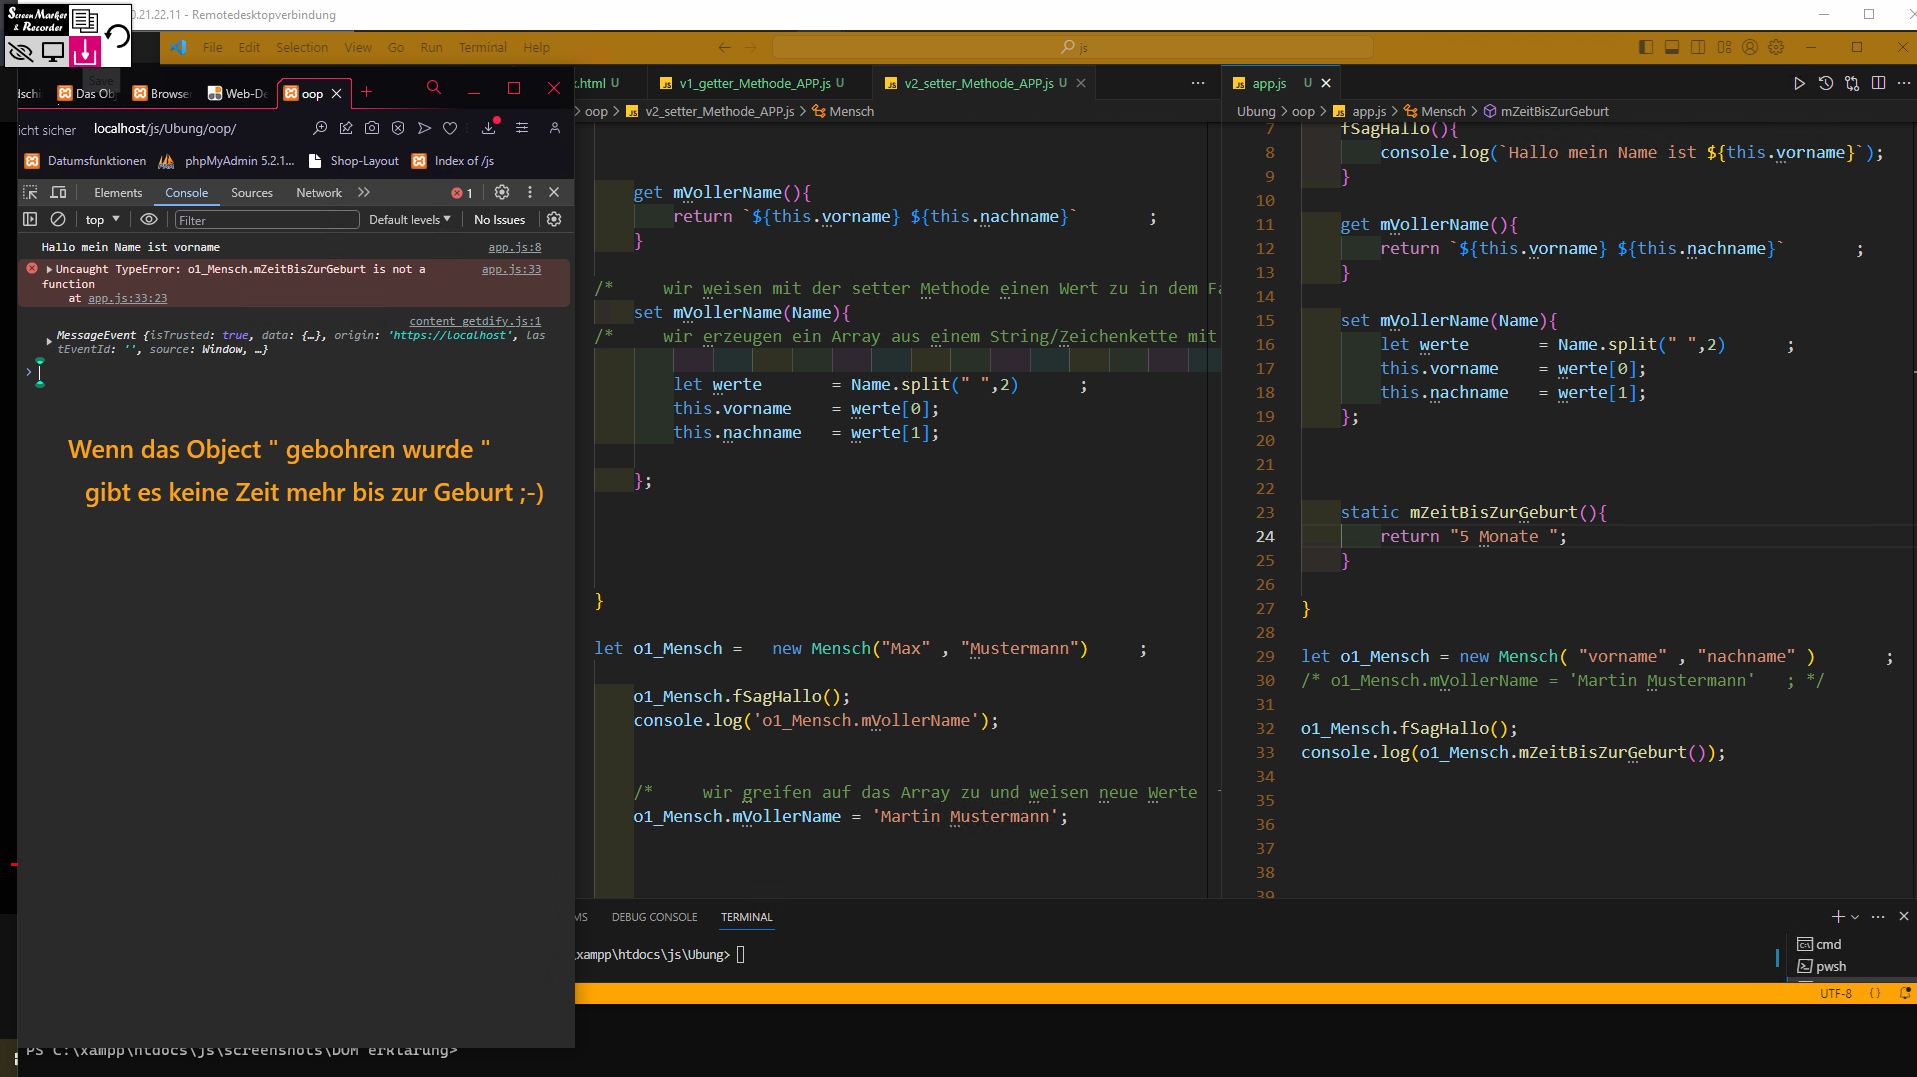 Screen Marker
& Recorder
0.21.22.11 - Remotedesktopverbindung
File Edit Selection View Go Run Terminal Help
js
Save
Das Ob
Browser
Web-De
oop
icht sicher localhost/js/Ubung/oop/
Datumsfunktionen phpMyAdmin 5.2.1... Shop-Layout Index of /js
Elements Console Sources Network
1
top Filter Default levels No Issues
Hallo mein Name ist vorname app.js:8
Uncaught TypeError: o1_Mensch.mZeitBisZurGeburt is not a app.js:33
function
at app.js:33:23
content_getdify.js:1
MessageEvent {isTrusted: true, data: {…}, origin: 'https://localhost', las
tEventId: '', source: Window, …}
Wenn das Object " gebohren wurde "
gibt es keine Zeit mehr bis zur Geburt ;-)
.html U v1_getter_Methode_APP.js U v2_setter_Methode_APP.js U
oop > v2_setter_Methode_APP.js > Mensch
get mVollerName(){
return `${this.vorname} ${this.nachname}` ;
}
/* wir weisen mit der setter Methode einen Wert zu in dem Fa
set mVollerName(Name){
/* wir erzeugen ein Array aus einem String/Zeichenkette mit
let werte = Name.split(" ",2) ;
this.vorname = werte[0];
this.nachname = werte[1];
};
}
let o1_Mensch = new Mensch("Max" , "Mustermann") ;
o1_Mensch.fSagHallo();
console.log('o1_Mensch.mVollerName');
/* wir greifen auf das Array zu und weisen neue Werte
o1_Mensch.mVollerName = 'Martin Mustermann';
app.js U
Ubung > oop > app.js > Mensch > mZeitBisZurGeburt
7 fSagHallo(){
8 console.log(`Hallo mein Name ist ${this.vorname}`);
9 }
10
11 get mVollerName(){
12 return `${this.vorname} ${this.nachname}` ;
13 }
14
15 set mVollerName(Name){
16 let werte = Name.split(" ",2) ;
17 this.vorname = werte[0];
18 this.nachname = werte[1];
19 };
20
21
22
23 static mZeitBisZurGeburt(){
24 return "5 Monate ";
25 }
26
27 }
28
29 let o1_Mensch = new Mensch( "vorname" , "nachname" ) ;
30 /* o1_Mensch.mVollerName = 'Martin Mustermann' ; */
31
32 o1_Mensch.fSagHallo();
33 console.log(o1_Mensch.mZeitBisZurGeburt());
34
35
36
37
38
39
MS DEBUG CONSOLE TERMINAL
\xampp\htdocs\js\Ubung>
cmd
pwsh
UTF-8 {}
PS C:\xampp\htdocs\js\screenshots\DOM erklärung>